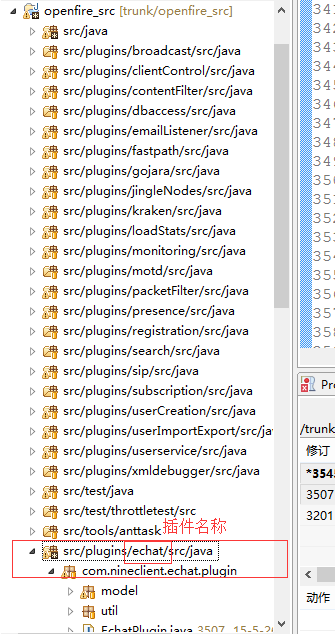 openfire_src [trunk/openfire_src]
src/java
src/plugins/broadcast/src/java
src/plugins/clientControl/src/java
src/plugins/contentFilter/src/java
src/plugins/dbaccess/src/java
src/plugins/emailListener/src/java
src/plugins/fastpath/src/java
src/plugins/gojara/src/java
src/plugins/jingleNodes/src/java
src/plugins/kraken/src/java
src/plugins/loadStats/src/java
src/plugins/monitoring/src/java
src/plugins/motd/src/java
src/plugins/packetFilter/src/java
src/plugins/presence/src/java
src/plugins/registration/src/java
src/plugins/search/src/java
src/plugins/sip/src/java
src/plugins/subscription/src/java
src/plugins/userCreation/src/java
src/plugins/userImportExport/src/java
src/plugins/userservice/src/java
src/plugins/xmldebugger/src/java
src/test/java
src/test/throttletest/src
src/tools/anttask
插件名称
src/plugins/echat/src/java
com.nineclient.echat.plugin
model
util
EchatPlugin.java 3507 15-5-2
341
342
343
344
345
346
347
348
349
350
351
352
353
354
355
356
357
Pr
/trunk
修订
*354
3507
3201
动作